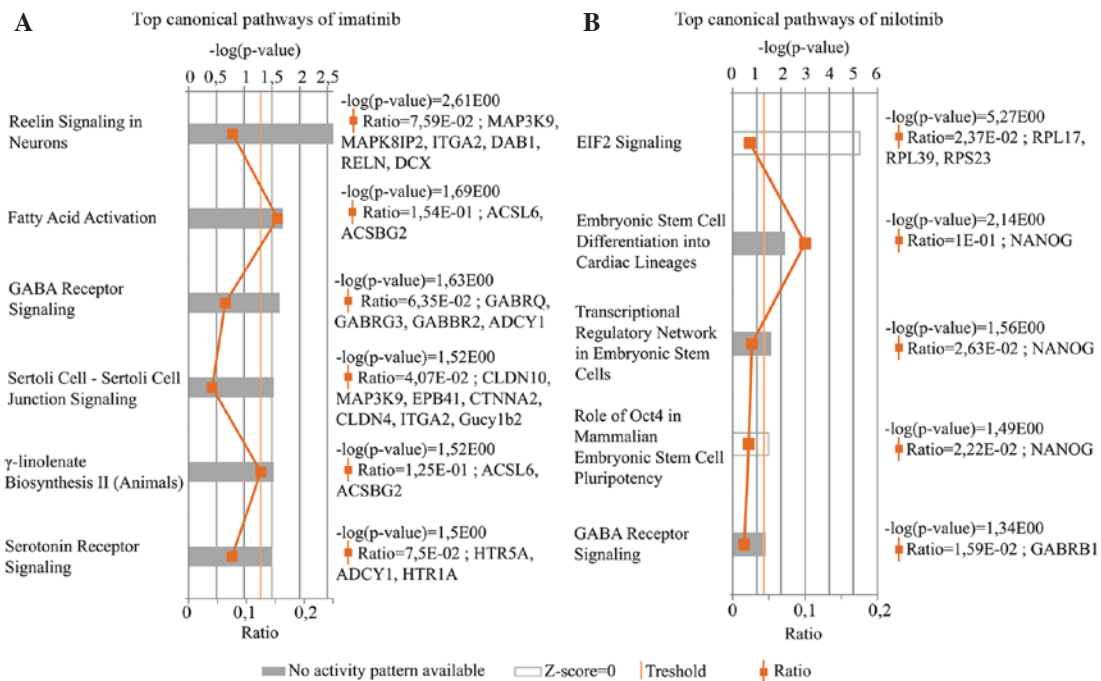 A
Top canonical pathways of imatinib
-log(p-value)
0 0,5 1 1,5 2 2,5
Reelin Signaling in
Neurons
-log(p-value)=2,61E00
Ratio=7,59E-02 ; MAP3K9,
MAPK8IP2, ITGA2, DAB1,
RELN, DCX
Fatty Acid Activation
-log(p-value)=1,69E00
Ratio=1,54E-01 ; ACSL6,
ACSBG2
GABA Receptor
Signaling
-log(p-value)=1,63E00
Ratio=6,35E-02 ; GABRQ,
GABRG3, GABBR2, ADCY1
Sertoli Cell - Sertoli Cell
Junction Signaling
-log(p-value)=1,52E00
Ratio=4,07E-02 ; CLDN10,
MAP3K9, EPB41, CTNNA2,
CLDN4, ITGA2, Gucy1b2
γ-linolenate
Biosynthesis II (Animals)
-log(p-value)=1,52E00
Ratio=1,25E-01 ; ACSL6,
ACSBG2
Serotonin Receptor
Signaling
-log(p-value)=1,5E00
Ratio=7,5E-02 ; HTR5A,
ADCY1, HTR1A
0 0,1 0,2
Ratio
B
Top canonical pathways of nilotinib
-log(p-value)
0 1 2 3 4 5 6
EIF2 Signaling
-log(p-value)=5,27E00
Ratio=2,37E-02 ; RPL17,
RPL39, RPS23
Embryonic Stem Cell
Differentiation into
Cardiac Lineages
-log(p-value)=2,14E00
Ratio=1E-01 ; NANOG
Transcriptional
Regulatory Network
in Embryonic Stem
Cells
-log(p-value)=1,56E00
Ratio=2,63E-02 ; NANOG
Role of Oct4 in
Mammalian
Embryonic Stem Cell
Pluripotency
-log(p-value)=1,49E00
Ratio=2,22E-02 ; NANOG
GABA Receptor
Signaling
-log(p-value)=1,34E00
Ratio=1,59E-02 ; GABRB1
0 0,1 0,2
Ratio
No activity pattern available Z-score=0 Treshold Ratio